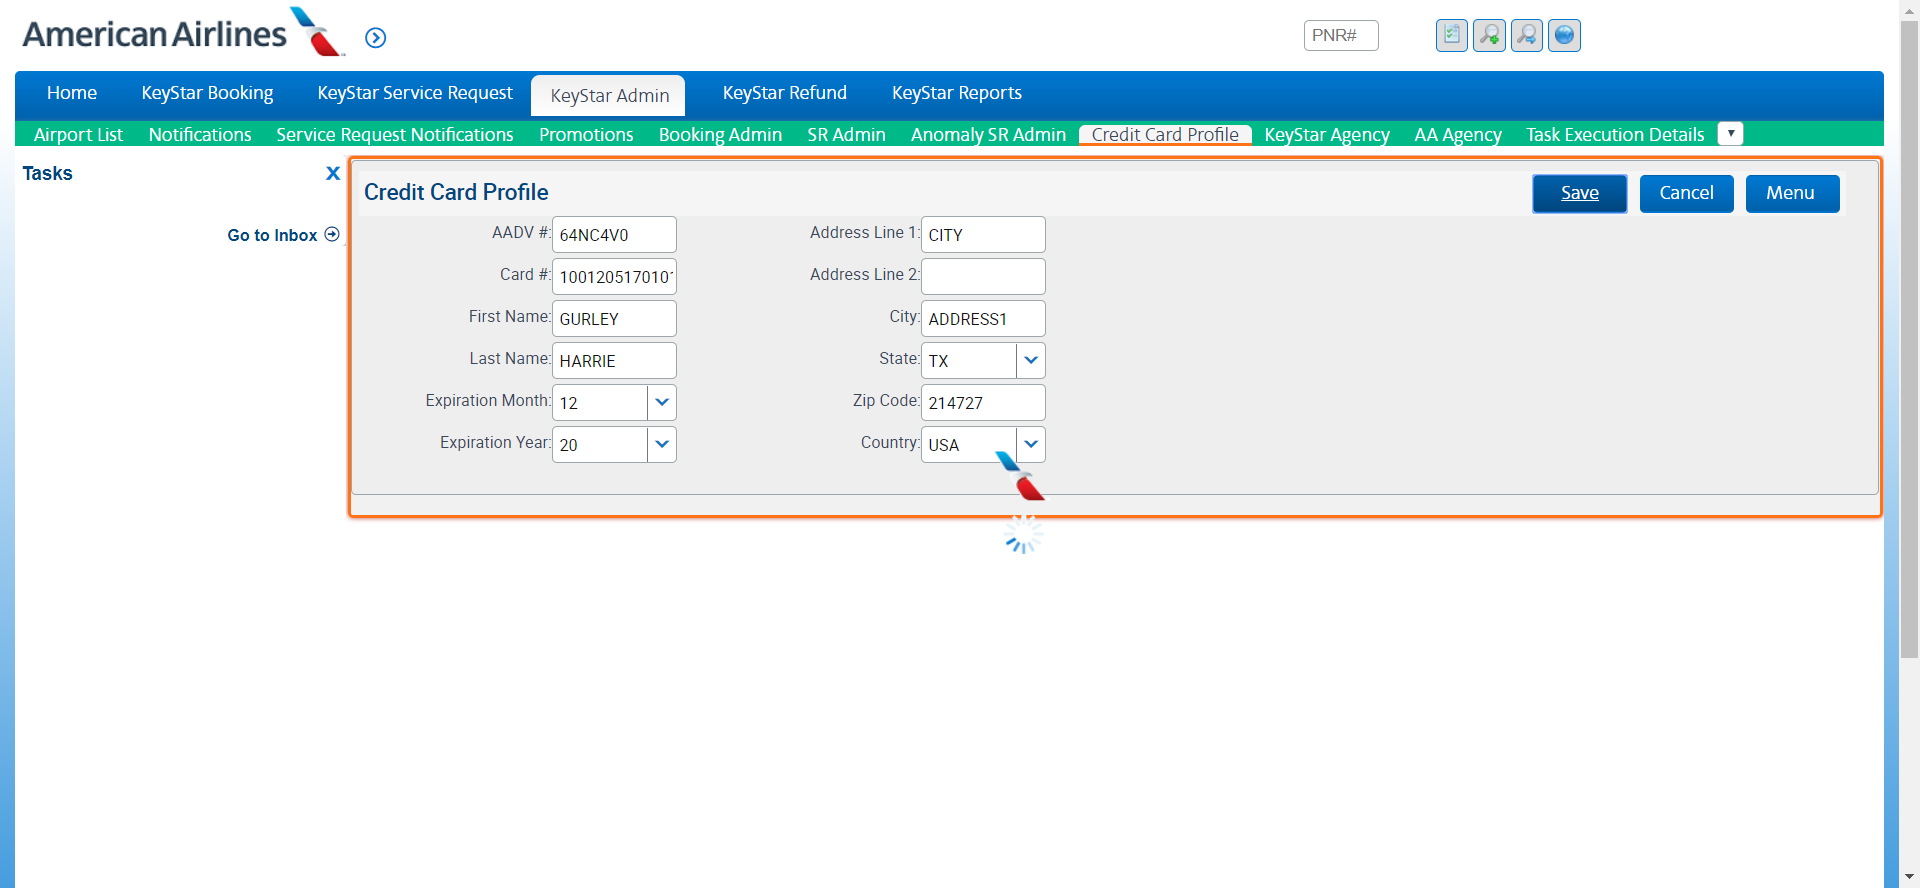 American Airlines
PNR#
Home KeyStar Booking KeyStar Service Request KeyStar Admin KeyStar Refund KeyStar Reports
Airport List Notifications Service Request Notifications Promotions Booking Admin SR Admin Anomaly SR Admin Credit Card Profile KeyStar Agency AA Agency Task Execution Details
Tasks X
Go to Inbox
Credit Card Profile Save Cancel Menu
AADV #: 64NC4V0 Address Line 1: CITY
Card #: 100120517010 Address Line 2:
First Name: GURLEY City: ADDRESS1
Last Name: HARRIE State: TX
Expiration Month: 12 Zip Code: 214727
Expiration Year: 20 Country: USA